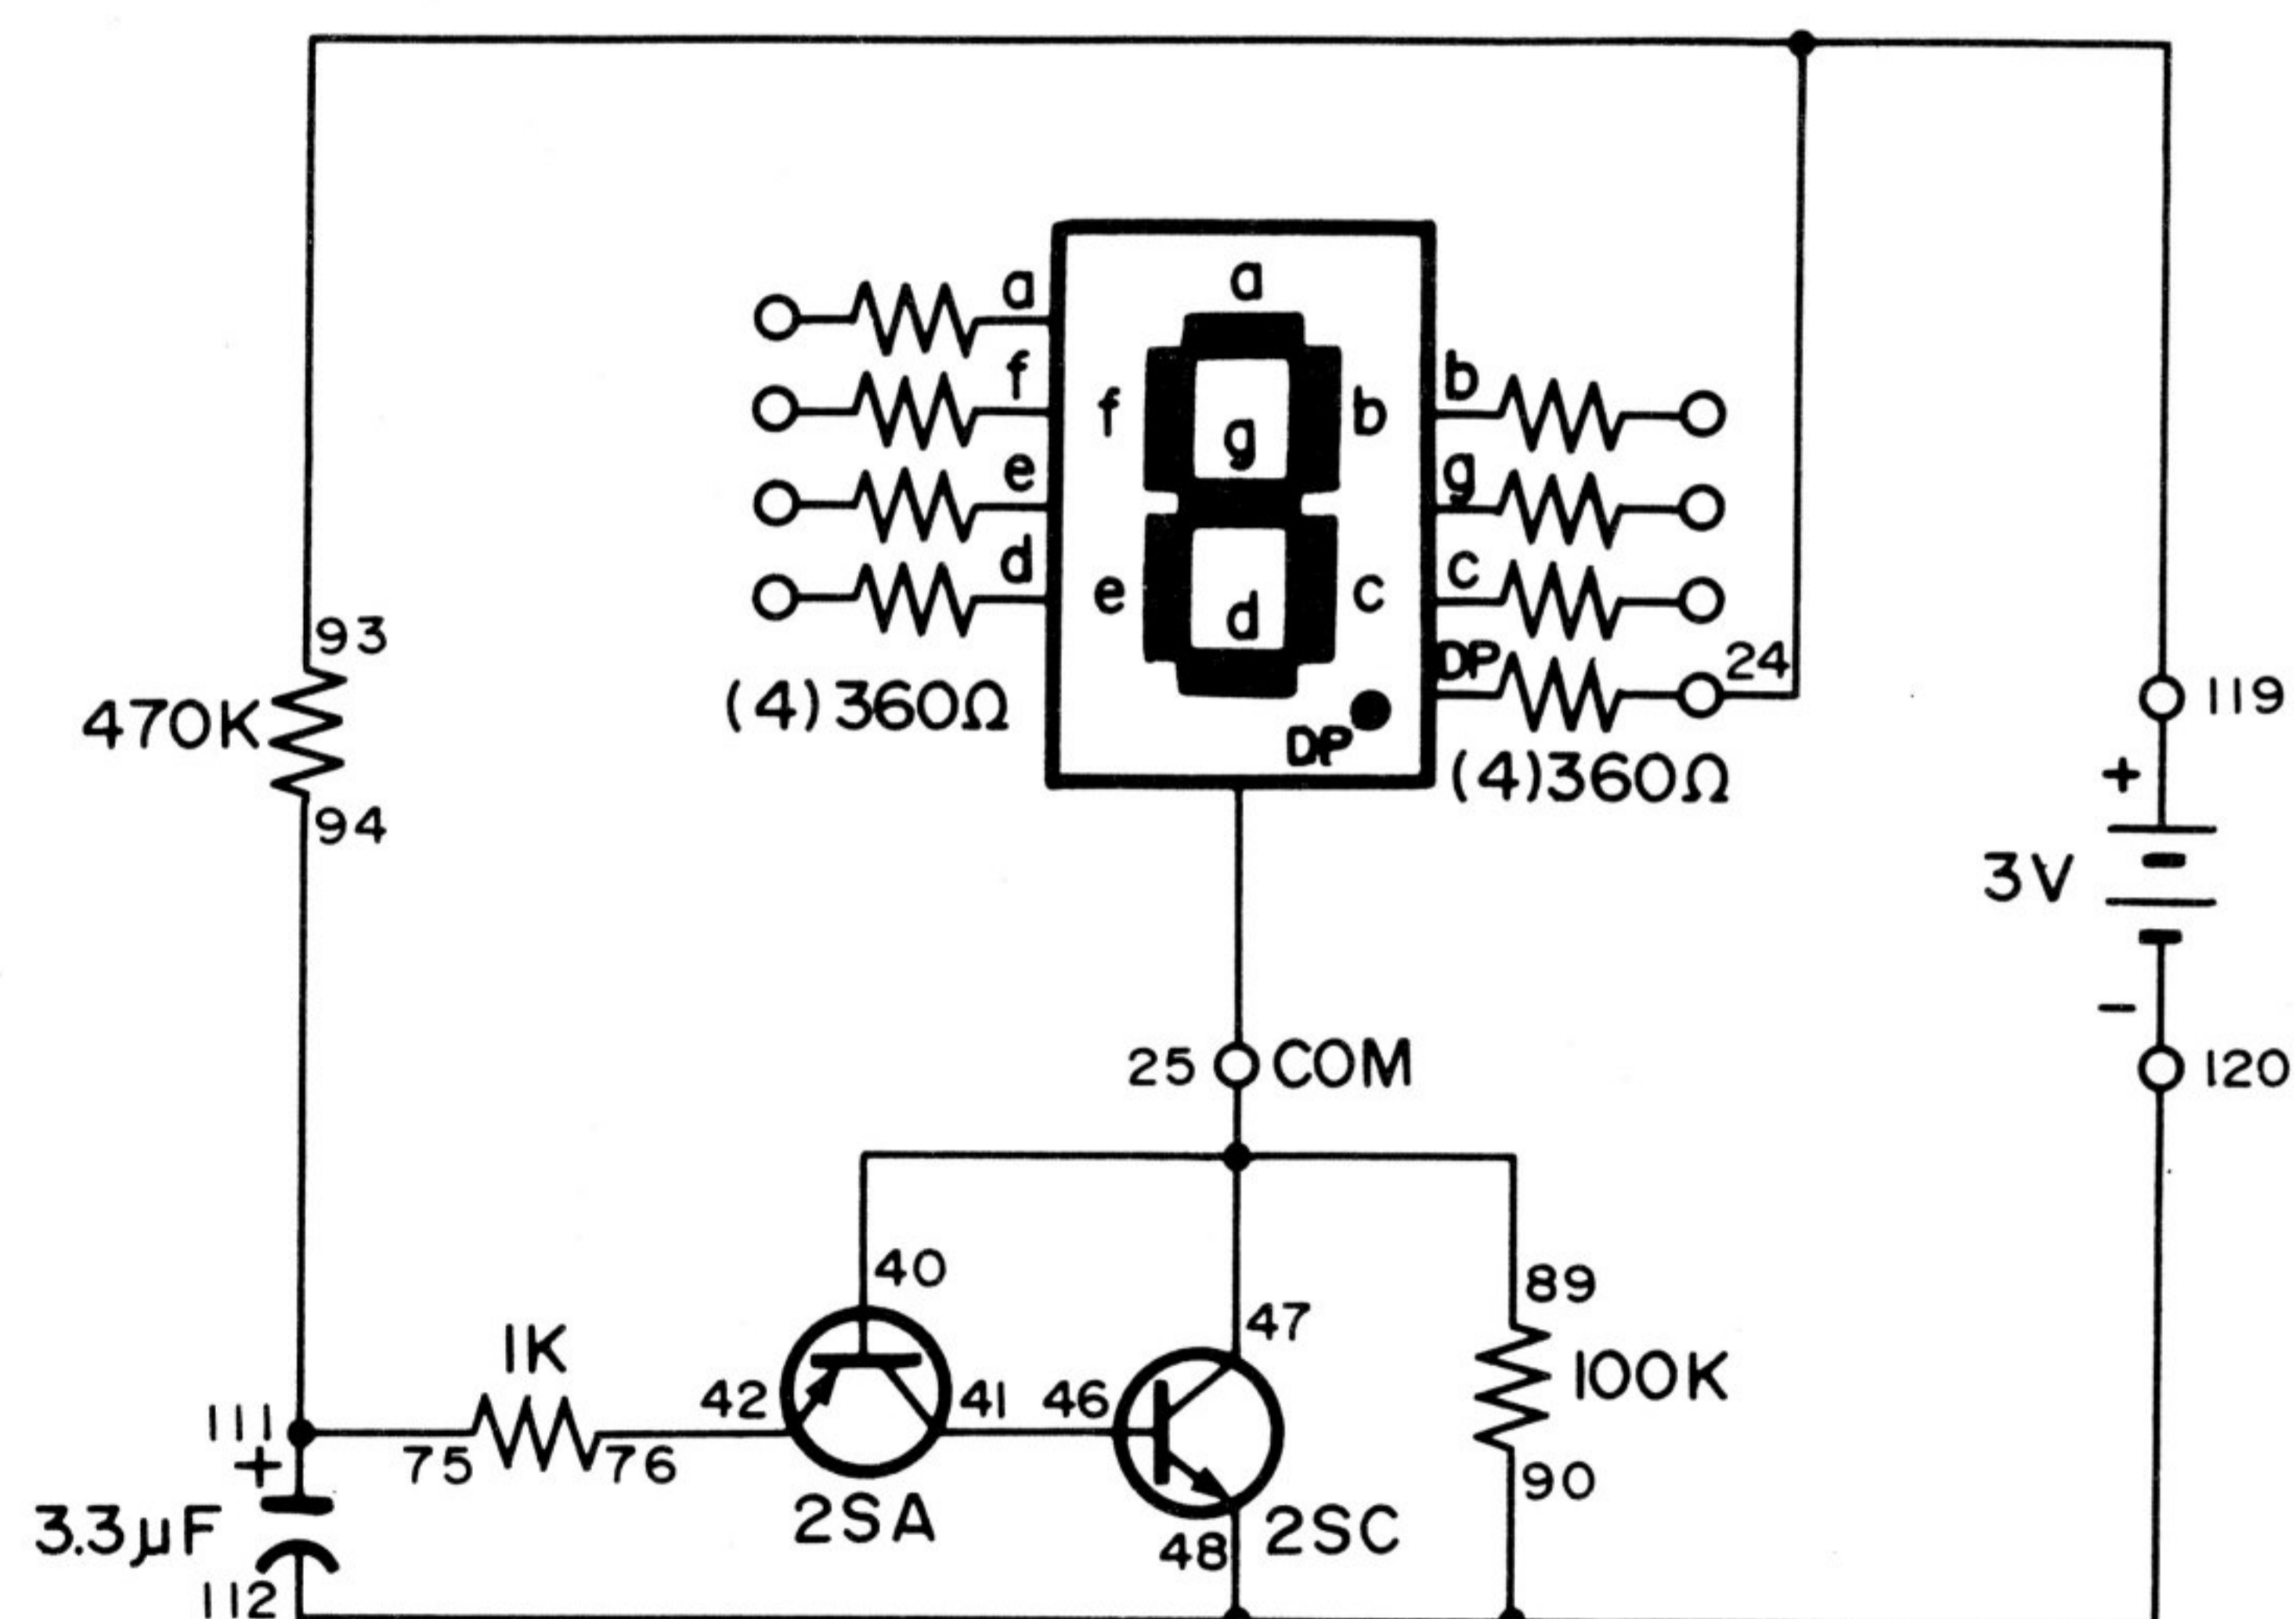 a
a
f
b
f
b
g
e
g
d
c
e
c
d
93
DP
24
(4)360Ω
119
470K
DP
(4)360Ω
+
94
3V
−
25
COM
120
40
89
47
1K
100K
42
41
46
111
75
76
+
90
2SA
2SC
3.3µF
48
112